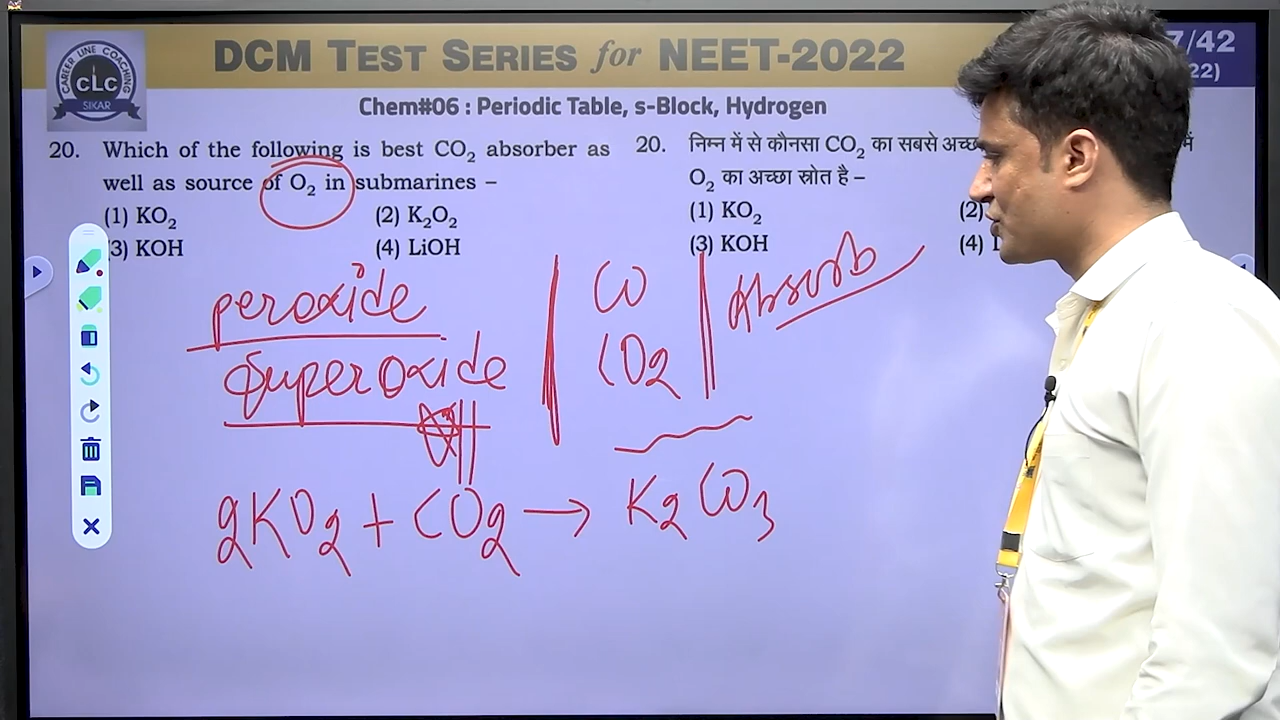 CAREER LINE COACHING
CLC
SIKAR
DCM TEST SERIES for NEET-2022
7/42
22)
Chem#06 : Periodic Table, s-Block, Hydrogen
20. Which of the following is best CO₂ absorber as
well as source of O₂ in submarines –
(1) KO₂ (2) K₂O₂
3) KOH (4) LiOH
20. निम्न में से कौनसा CO₂ का सबसे में
O₂ का अच्छा स्रोत है –
(1) KO₂ (2)
(3) KOH (4)
peroxide
Superoxide
CO
CO₂
Absorb
2KO₂ + CO₂ → K₂CO₃